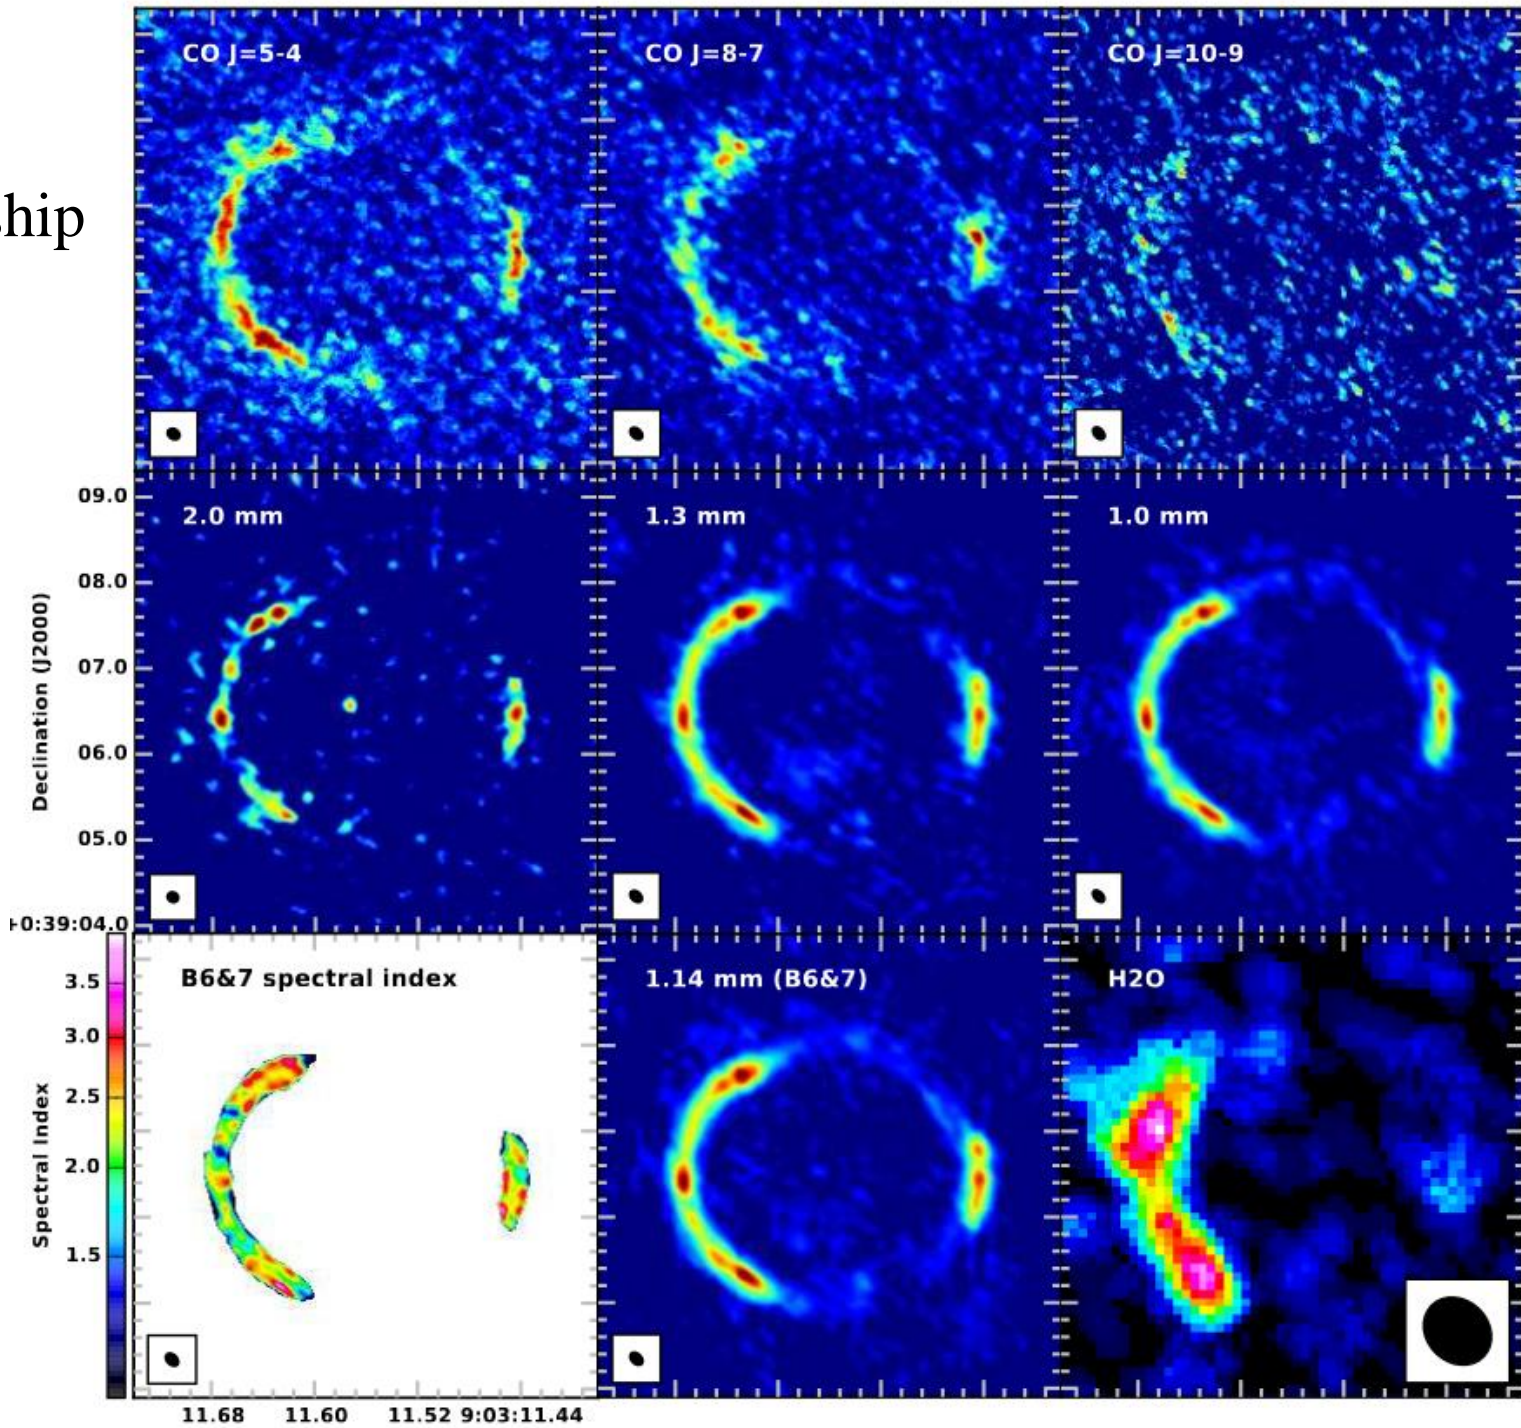 ship
CO J=5-4
CO J=8-7
CO J=10-9
2.0 mm
1.3 mm
1.0 mm
Declination (J2000)
09.0
08.0
07.0
06.0
05.0
+0:39:04.0
B6&7 spectral index
1.14 mm (B6&7)
H2O
Spectral Index
3.5
3.0
2.5
2.0
1.5
11.68 11.60 11.52 9:03:11.44